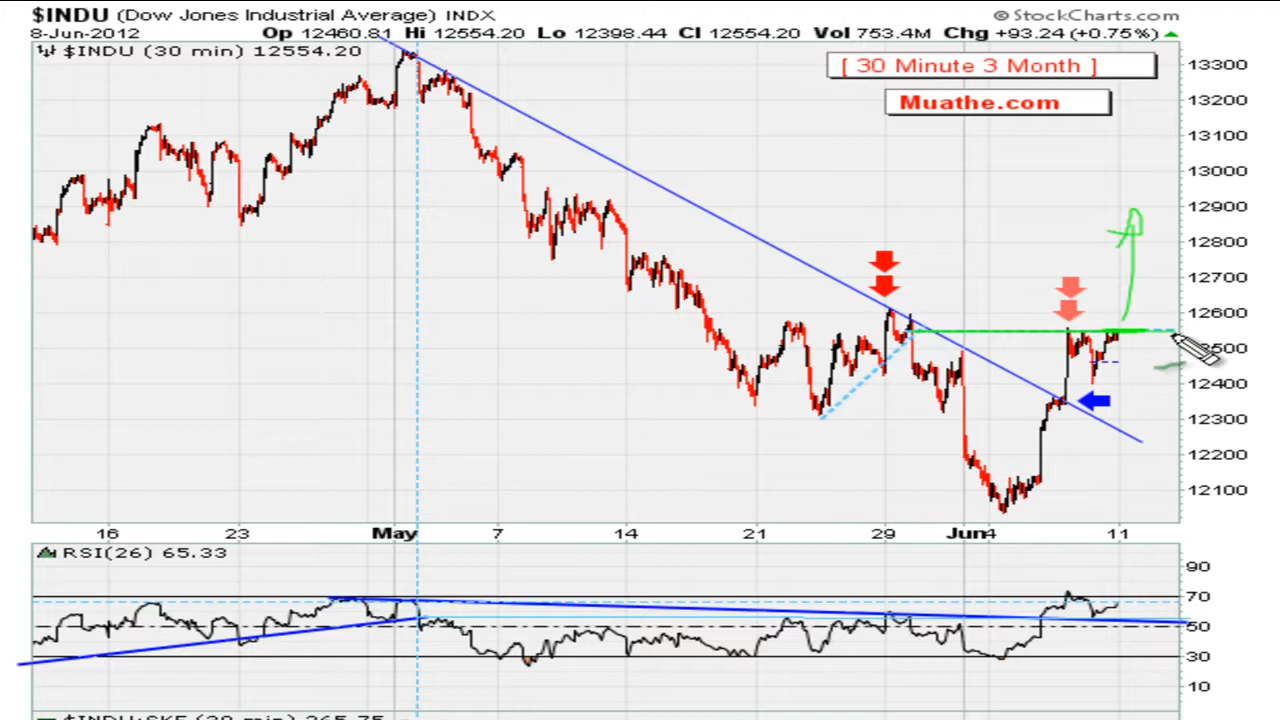 $INDU (Dow Jones Industrial Average) INDX
© StockCharts.com
8-Jun-2012 Op 12460.81 Hi 12554.20 Lo 12398.44 Cl 12554.20 Vol 753.4M Chg +93.24 (+0.75%)
$INDU (30 min) 12554.20
[ 30 Minute 3 Month ]
Muathe.com
13300
13200
13100
13000
12900
12800
12700
12600
12500
12400
12300
12200
12100
16 23 May 7 14 21 29 Jun 4 11
RSI(26) 65.33
90
70
50
30
10